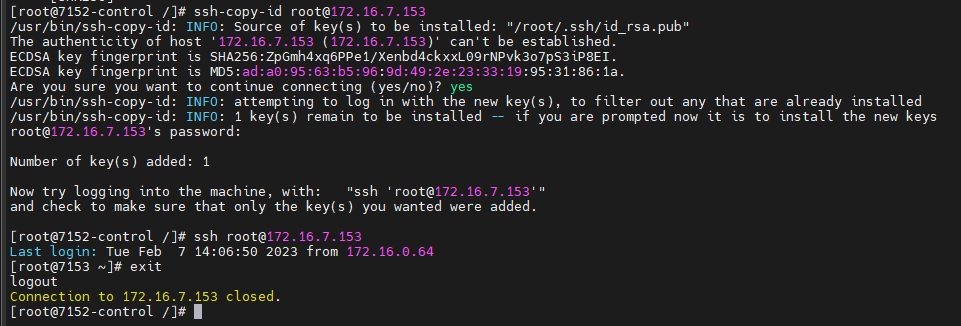 [root@7152-control /]# ssh-copy-id root@172.16.7.153
/usr/bin/ssh-copy-id: INFO: Source of key(s) to be installed: "/root/.ssh/id_rsa.pub"
The authenticity of host '172.16.7.153 (172.16.7.153)' can't be established.
ECDSA key fingerprint is SHA256:ZpGmh4xq6PPe1/Xenbd4ckxxL09rNPvk3o7pS3iP8EI.
ECDSA key fingerprint is MD5:ad:a0:95:63:b5:96:9d:49:2e:23:33:19:95:31:86:1a.
Are you sure you want to continue connecting (yes/no)? yes
/usr/bin/ssh-copy-id: INFO: attempting to log in with the new key(s), to filter out any that are already installed
/usr/bin/ssh-copy-id: INFO: 1 key(s) remain to be installed -- if you are prompted now it is to install the new keys
root@172.16.7.153's password:
Number of key(s) added: 1
Now try logging into the machine, with:   "ssh 'root@172.16.7.153'"
and check to make sure that only the key(s) you wanted were added.
[root@7152-control /]# ssh root@172.16.7.153
Last login: Tue Feb  7 14:06:50 2023 from 172.16.0.64
[root@7153 ~]# exit
logout
Connection to 172.16.7.153 closed.
[root@7152-control /]#